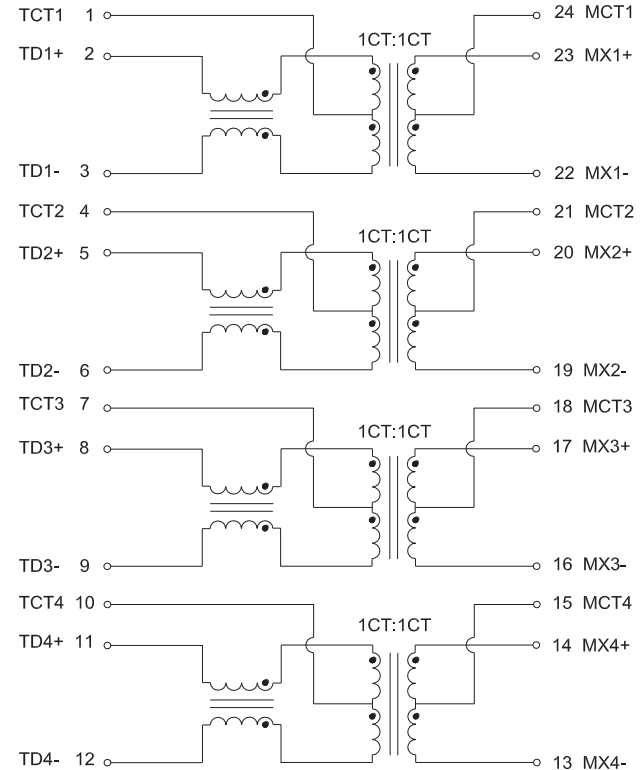 TCT1 1 24 MCT1
1CT:1CT
TD1+ 2 23 MX1+
TD1- 3 22 MX1-
TCT2 4 21 MCT2
1CT:1CT
TD2+ 5 20 MX2+
TD2- 6 19 MX2-
TCT3 7 18 MCT3
1CT:1CT
TD3+ 8 17 MX3+
TD3- 9 16 MX3-
TCT4 10 15 MCT4
1CT:1CT
TD4+ 11 14 MX4+
TD4- 12 13 MX4-